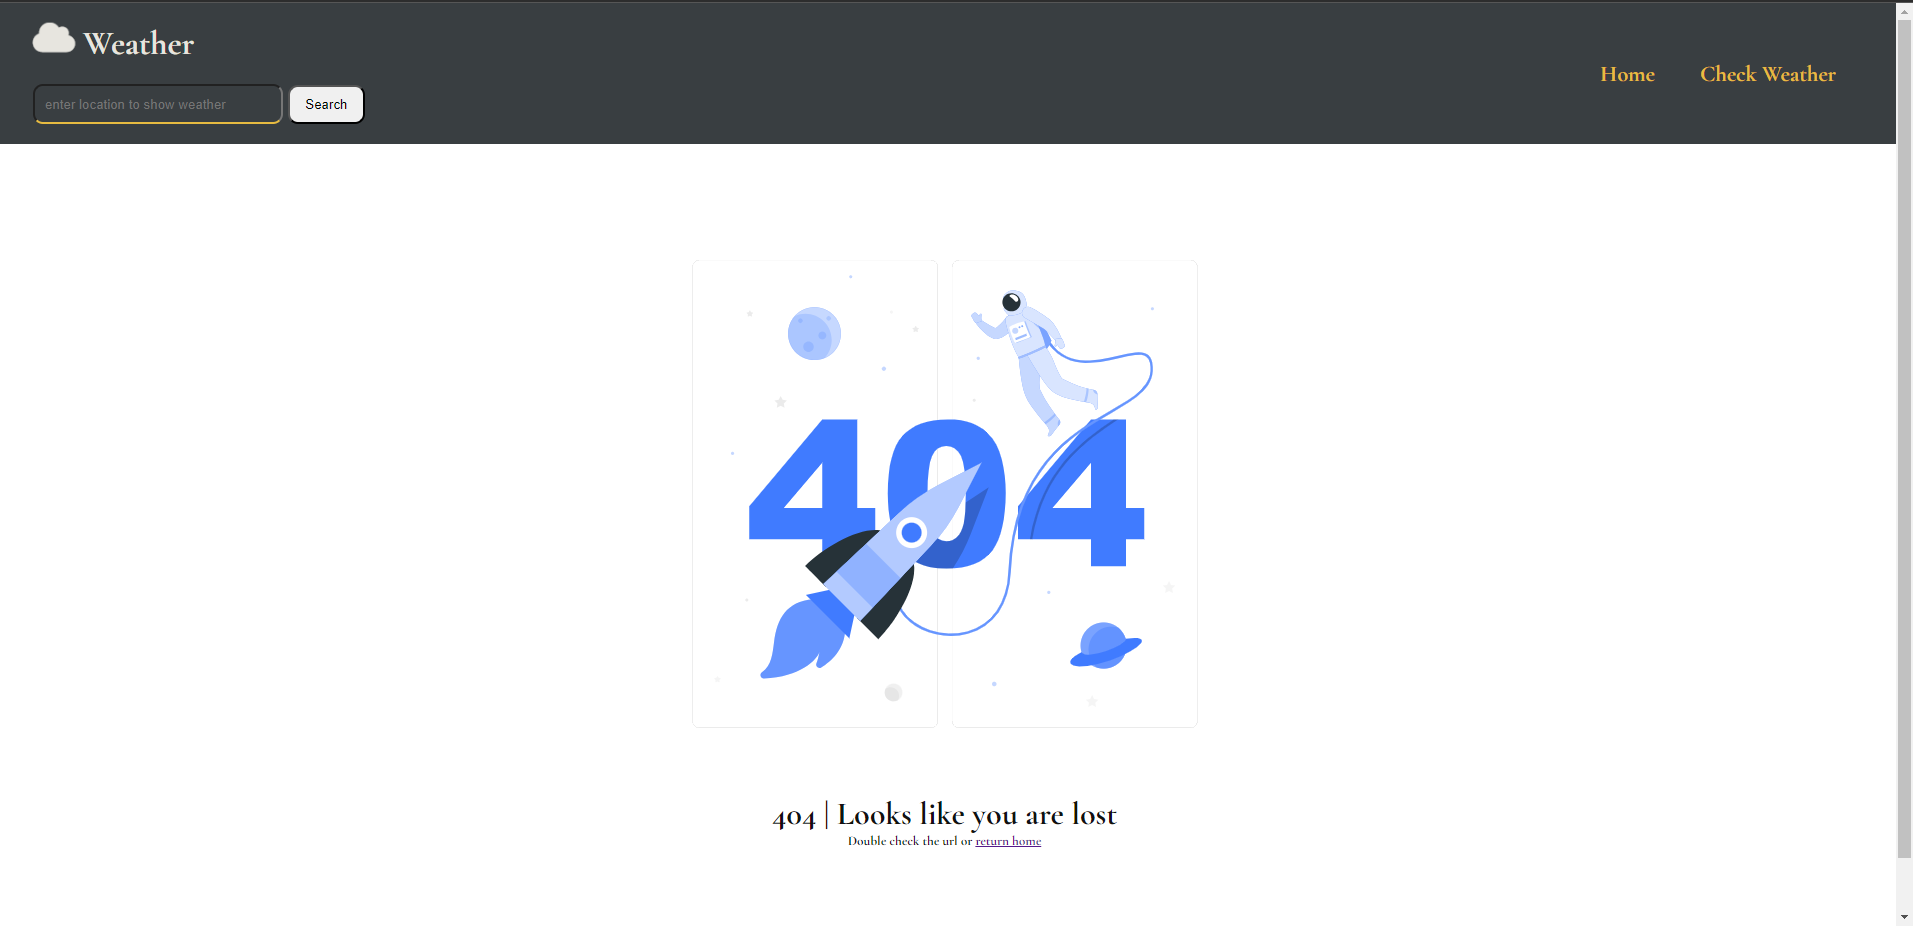 Weather
enter location to show weather
Search
Home
Check Weather
404
404 | Looks like you are lost
Double check the url or return home